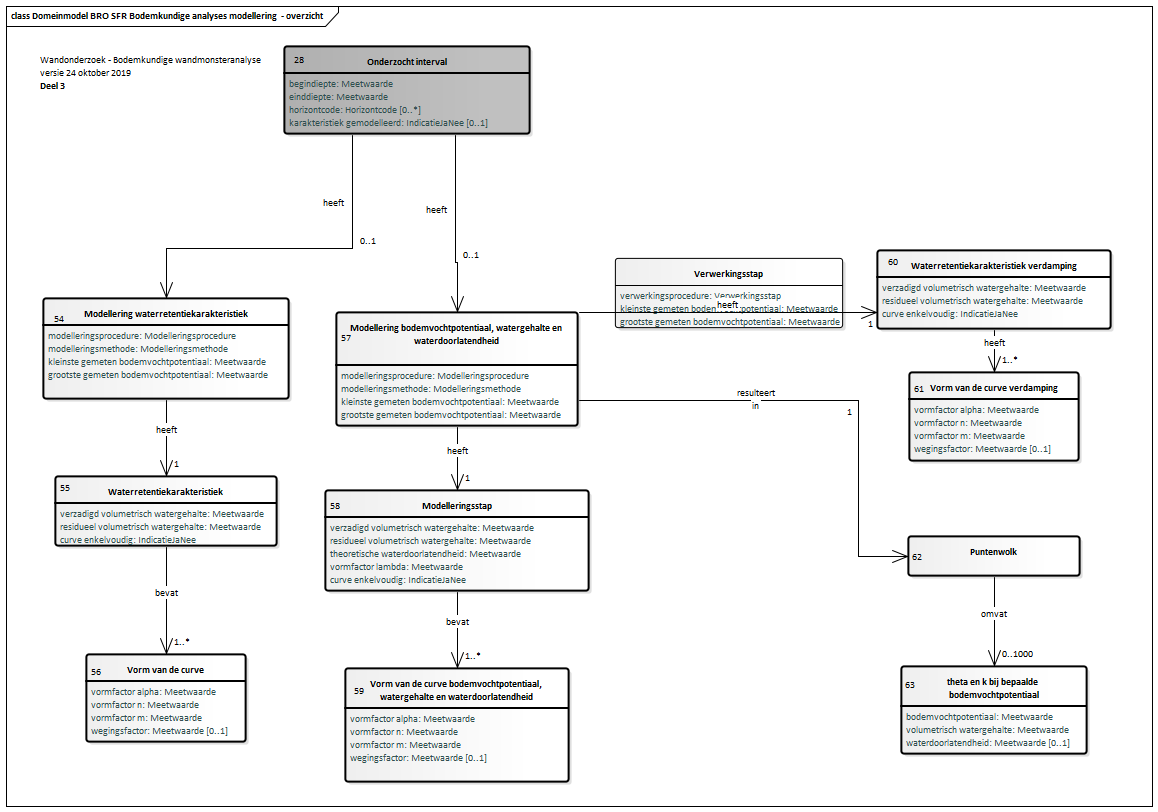 class Domeinmodel BRO SFR Bodemkundige analyses modellering - overzicht
Wandonderzoek - Bodemkundige wandmonsteranalyse
versie 24 oktober 2019
Deel 3
28
Onderzocht interval
begindiepte: Meetwaarde
einddiepte: Meetwaarde
horizontcode: Horizontcode [0..*]
karakteristiek gemodelleerd: IndicatieJaNee [0..1]
heeft
0..1
heeft
0..1
54
Modellering waterretentiekarakteristiek
modelleringsprocedure: Modelleringsprocedure
modelleringsmethode: Modelleringsmethode
kleinste gemeten bodemvochtpotentiaal: Meetwaarde
grootste gemeten bodemvochtpotentiaal: Meetwaarde
heeft
1
55
Waterretentiekarakteristiek
verzadigd volumetrisch watergehalte: Meetwaarde
residueel volumetrisch watergehalte: Meetwaarde
curve enkelvoudig: IndicatieJaNee
bevat
1..*
56
Vorm van de curve
vormfactor alpha: Meetwaarde
vormfactor n: Meetwaarde
vormfactor m: Meetwaarde
wegingsfactor: Meetwaarde [0..1]
57
Modellering bodemvochtpotentiaal, watergehalte en
waterdoorlatendheid
modelleringsprocedure: Modelleringsprocedure
modelleringsmethode: Modelleringsmethode
kleinste gemeten bodemvochtpotentiaal: Meetwaarde
grootste gemeten bodemvochtpotentiaal: Meetwaarde
heeft
1
58
Modelleringsstap
verzadigd volumetrisch watergehalte: Meetwaarde
residueel volumetrisch watergehalte: Meetwaarde
theoretische waterdoorlatendheid: Meetwaarde
vormfactor lambda: Meetwaarde
curve enkelvoudig: IndicatieJaNee
bevat
1..*
59
Vorm van de curve bodemvochtpotentiaal,
watergehalte en waterdoorlatendheid
vormfactor alpha: Meetwaarde
vormfactor n: Meetwaarde
vormfactor m: Meetwaarde
wegingsfactor: Meetwaarde [0..1]
Verwerkingsstap
verwerkingsprocedure: Verwerkingsstap
kleinste gemeten bodemvochtpotentiaal: Meetwaarde
grootste gemeten bodemvochtpotentiaal: Meetwaarde
heeft
1
60
Waterretentiekarakteristiek verdamping
verzadigd volumetrisch watergehalte: Meetwaarde
residueel volumetrisch watergehalte: Meetwaarde
curve enkelvoudig: IndicatieJaNee
heeft
1..*
61
Vorm van de curve verdamping
vormfactor alpha: Meetwaarde
vormfactor n: Meetwaarde
vormfactor m: Meetwaarde
wegingsfactor: Meetwaarde [0..1]
resulteert
in
1
62
Puntenwolk
omvat
0..1000
63
theta en k bij bepaalde
bodemvochtpotentiaal
bodemvochtpotentiaal: Meetwaarde
volumetrisch watergehalte: Meetwaarde
waterdoorlatendheid: Meetwaarde [0..1]